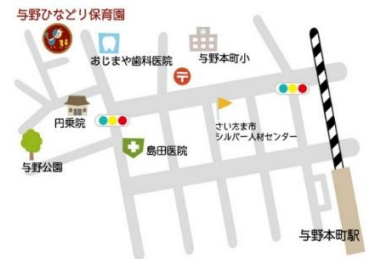 与野ひなどり保育園
おじまや歯科医院
与野本町小
〒
円乗院
島田医院
さいたま市
シルバー人材センター
与野公園
与野本町駅